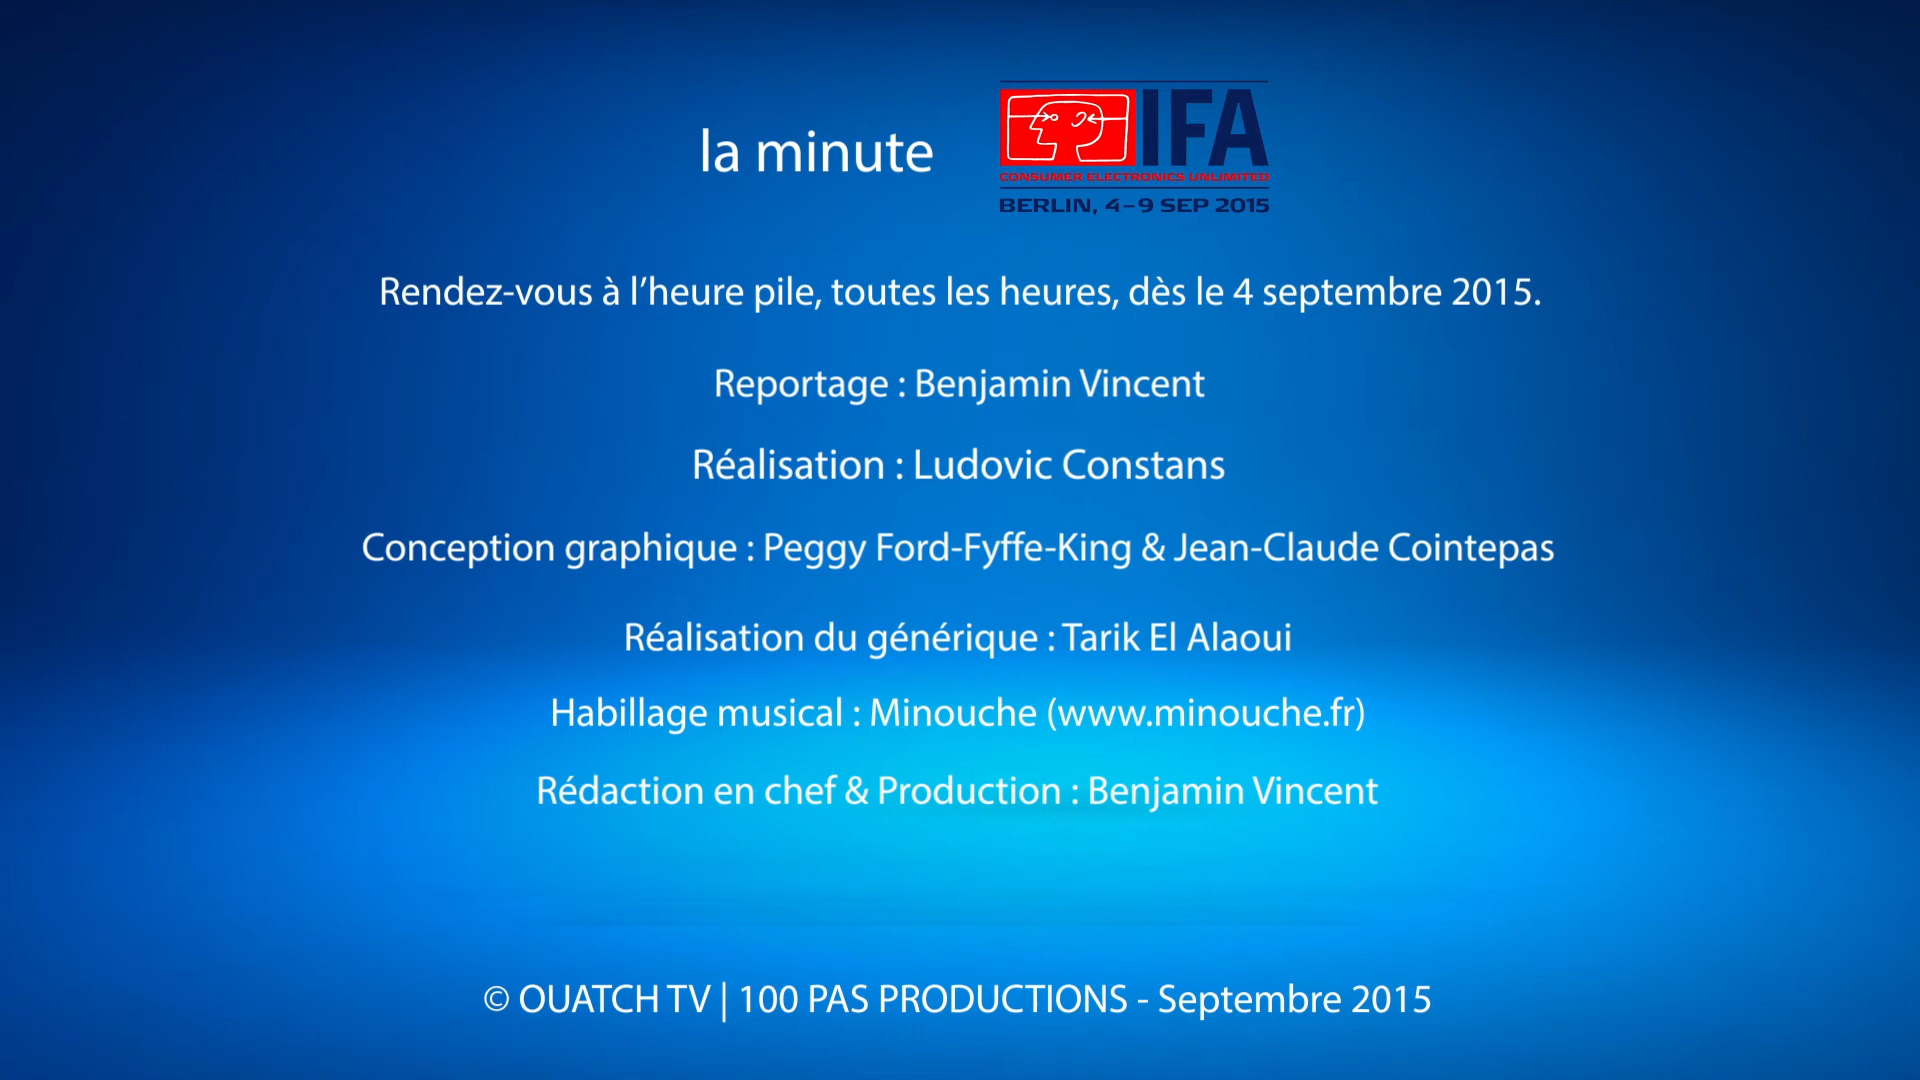 la minute
IFA
CONSUMER ELECTRONICS UNLIMITED
BERLIN, 4–9 SEP 2015
Rendez-vous à l’heure pile, toutes les heures, dès le 4 septembre 2015.
Reportage : Benjamin Vincent
Réalisation : Ludovic Constans
Conception graphique : Peggy Ford-Fyffe-King & Jean-Claude Cointepas
Réalisation du générique : Tarik El Alaoui
Habillage musical : Minouche (www.minouche.fr)
Rédaction en chef & Production : Benjamin Vincent
© OUATCH TV | 100 PAS PRODUCTIONS - Septembre 2015